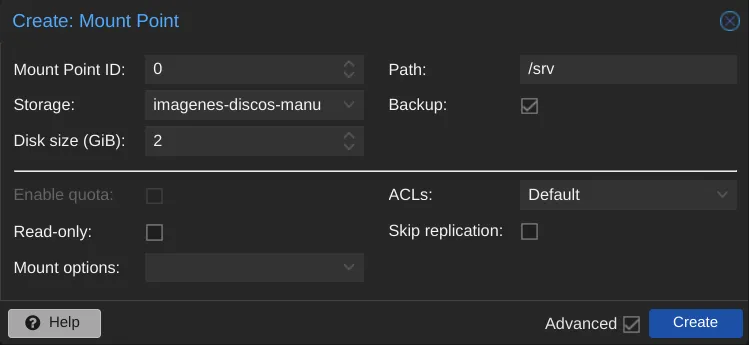 Create: Mount Point
Mount Point ID: 0 Path: /srv
Storage: imagenes-discos-manu Backup:
Disk size (GiB): 2
Enable quota: ACLs: Default
Read-only: Skip replication:
Mount options:
Help Advanced Create